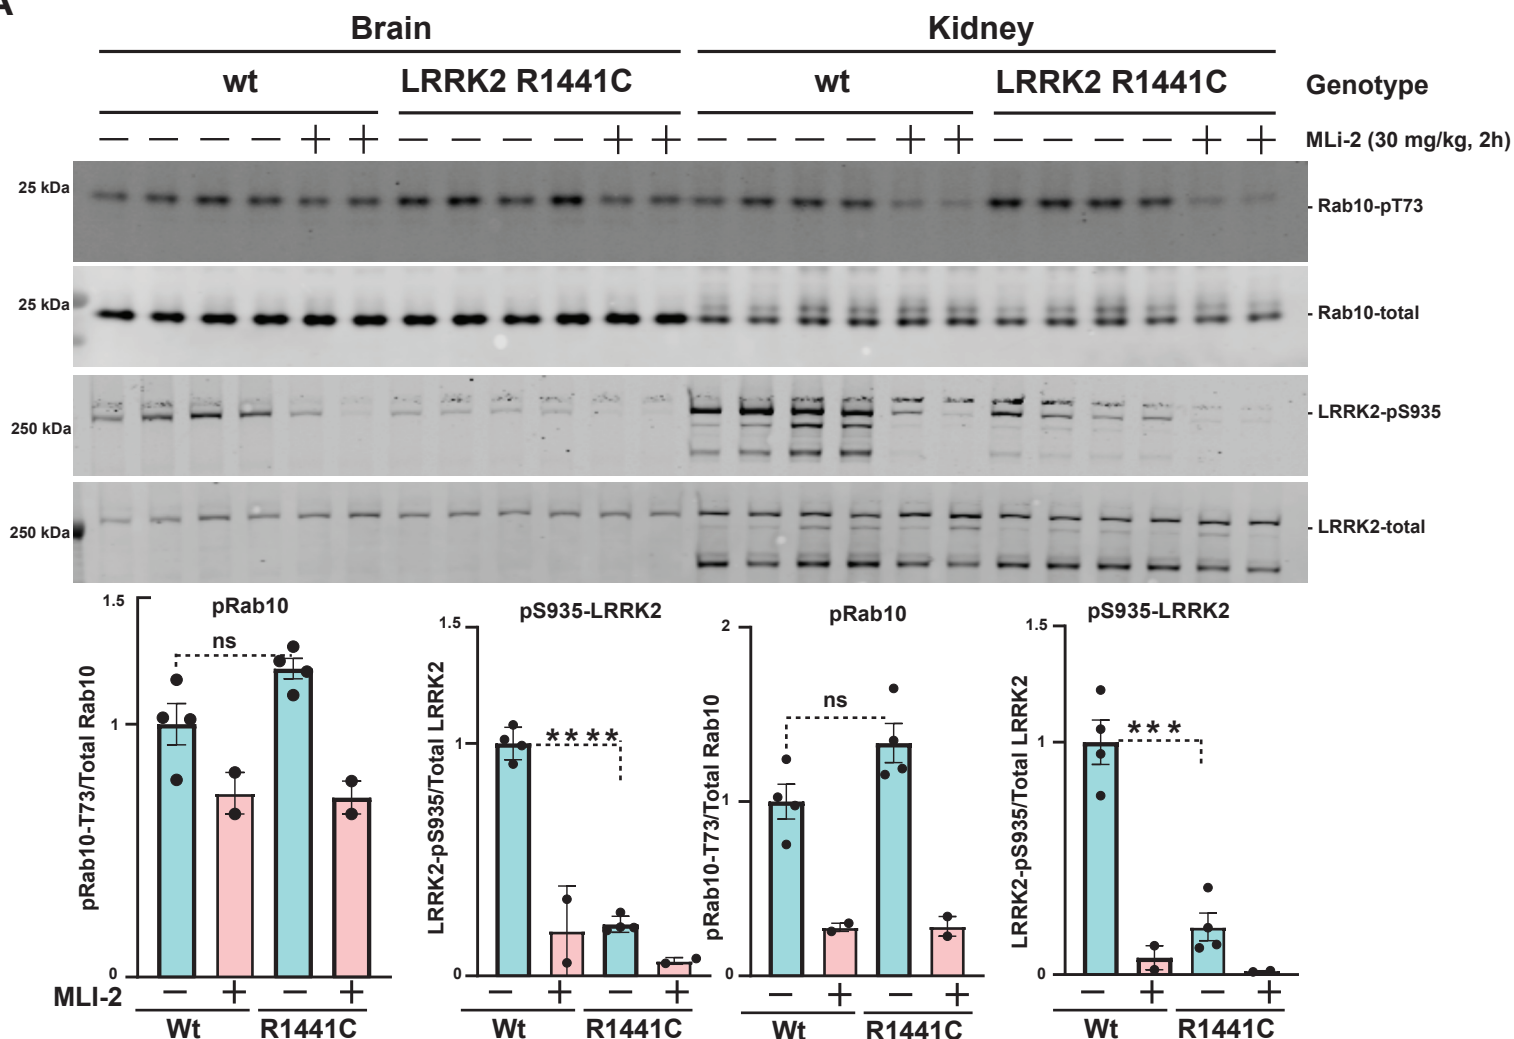 A
Brain Kidney
wt LRRK2 R1441C wt LRRK2 R1441C Genotype
— — — — + + — — — — + + — — — — + + — — — — + + MLi-2 (30 mg/kg, 2h)
25 kDa - Rab10-pT73
25 kDa - Rab10-total
250 kDa - LRRK2-pS935
250 kDa - LRRK2-total
pRab10
1.5
1
0
ns
pRab10-T73/Total Rab10
pS935-LRRK2
1.5
1
0
****
LRRK2-pS935/Total LRRK2
pRab10
2
1
0
ns
pRab10-T73/Total Rab10
pS935-LRRK2
1.5
1
0
***
LRRK2-pS935/Total LRRK2
MLI-2 — + — + — + — + — + — + — + — +
Wt R1441C Wt R1441C Wt R1441C Wt R1441C